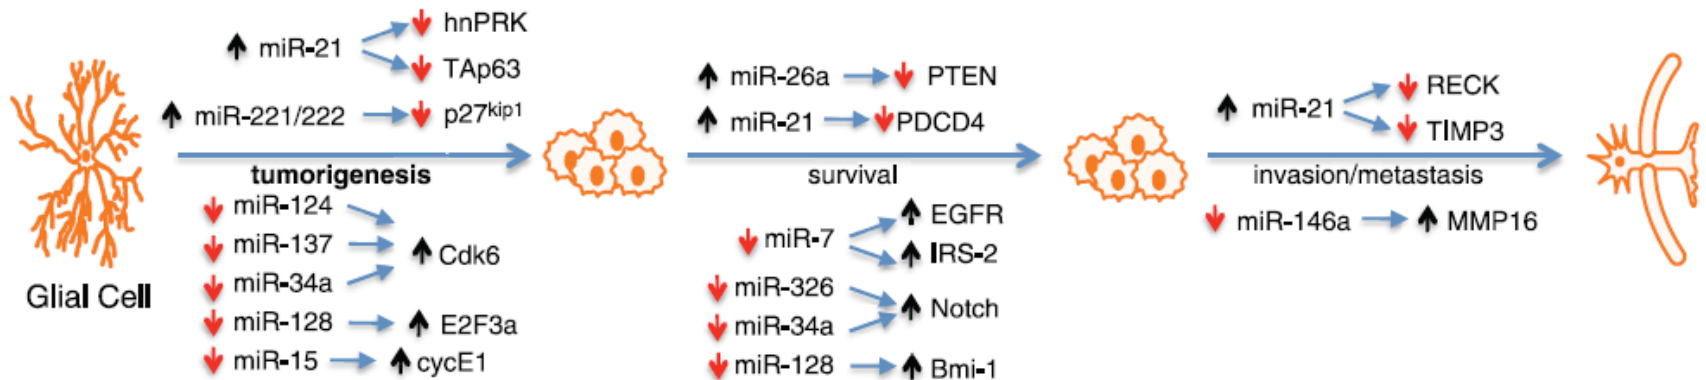 hnPRK
miR-21
TAp63
miR-221/222 p27kip1
tumorigenesis
miR-124
miR-137
Cdk6
miR-34a
miR-128 E2F3a
miR-15 cycE1
Glial Cell
miR-26a PTEN
miR-21 PDCD4
survival
EGFR
miR-7
IRS-2
miR-326
Notch
miR-34a
miR-128 Bmi-1
RECK
miR-21
TIMP3
invasion/metastasis
miR-146a MMP16